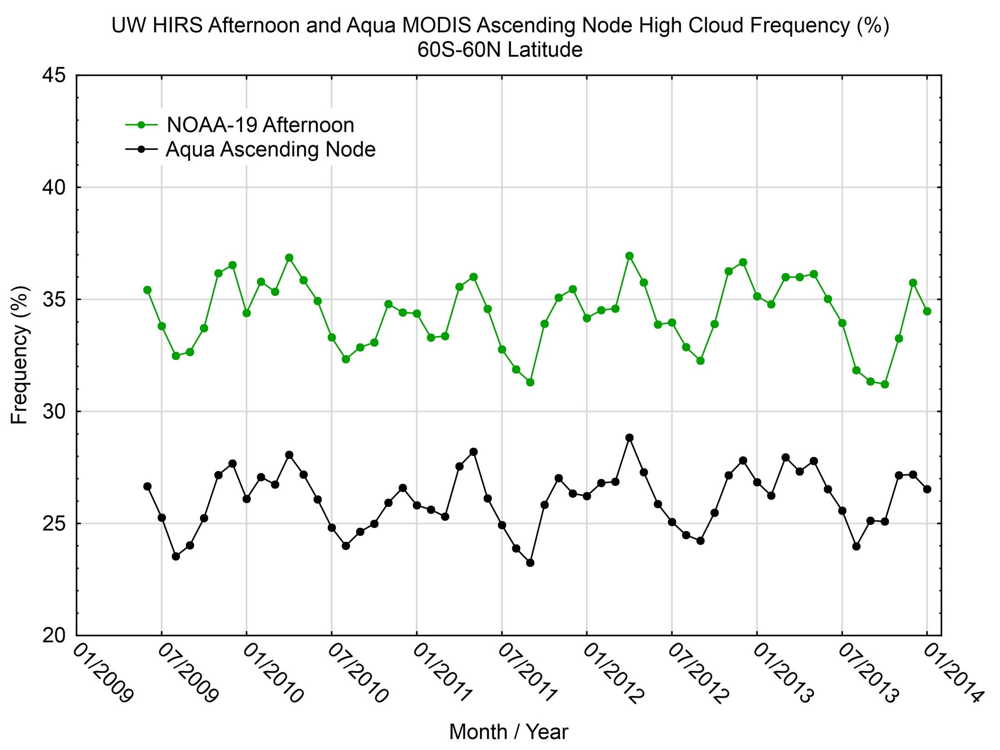 UW HIRS Afternoon and Aqua MODIS Ascending Node High Cloud Frequency (%)
60S-60N Latitude
45
NOAA-19 Afternoon
Aqua Ascending Node
40
35
30
25
20
Frequency (%)
01/2009
07/2009
01/2010
07/2010
01/2011
07/2011
01/2012
07/2012
01/2013
07/2013
01/2014
Month / Year